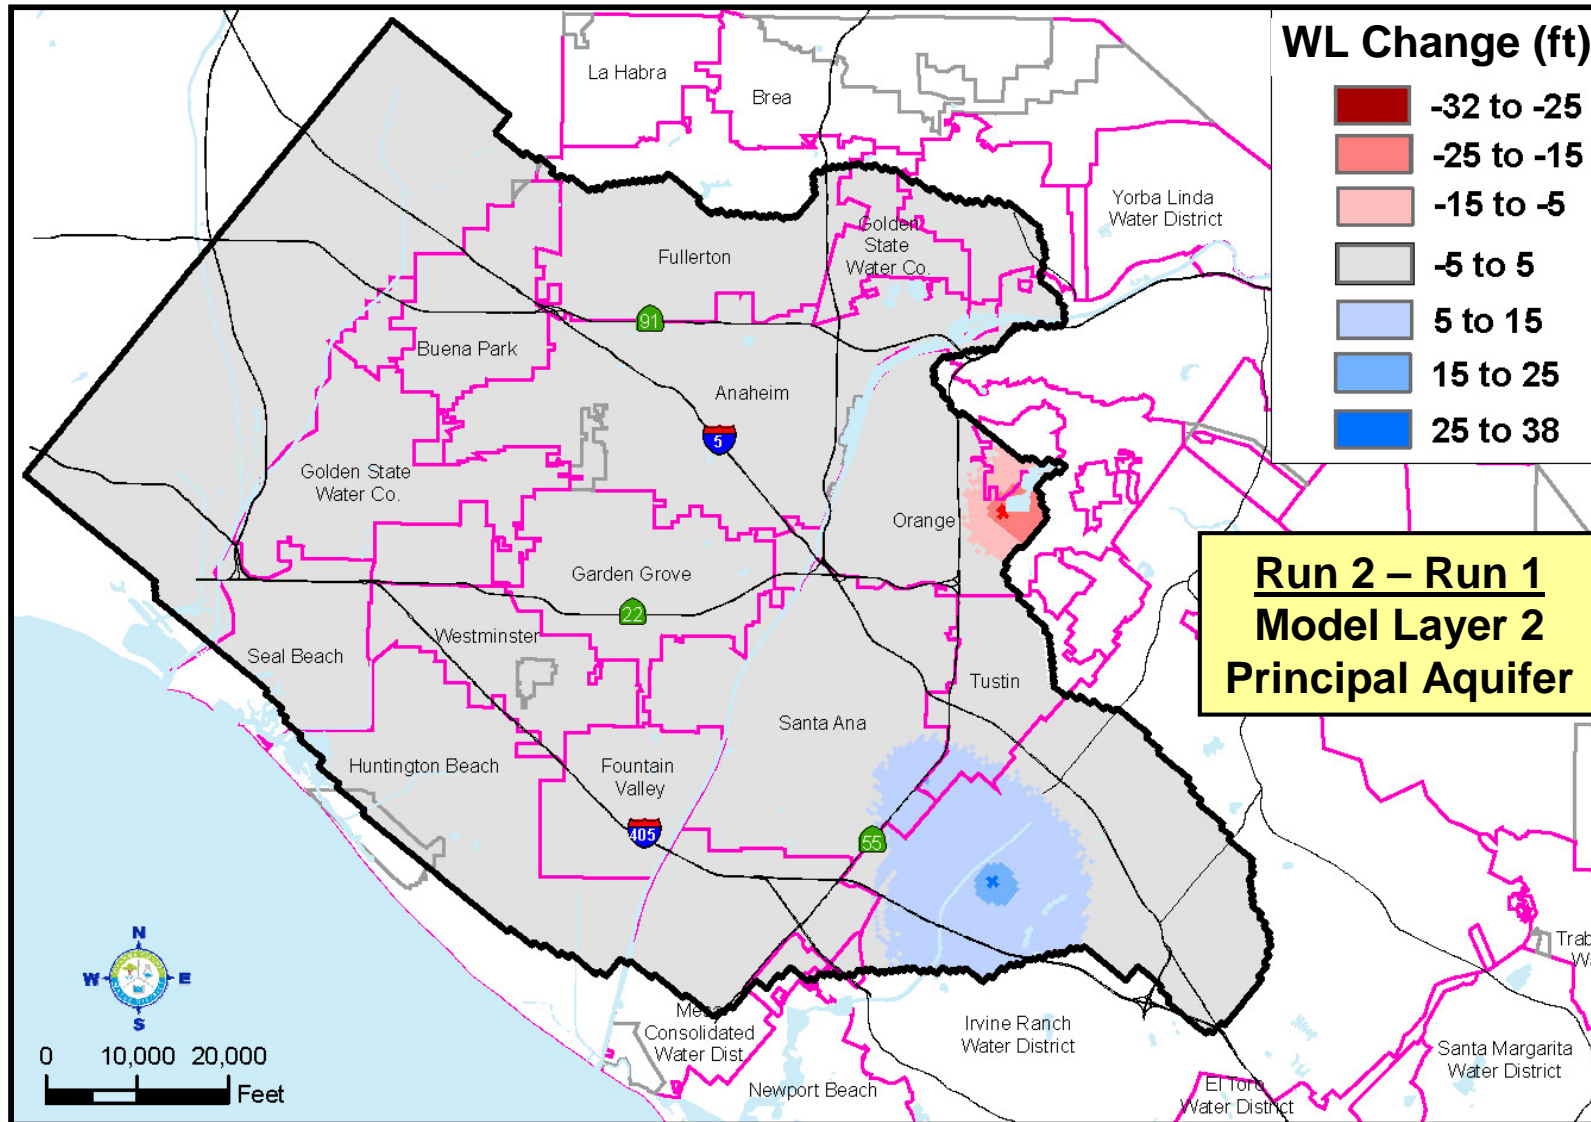 WL Change (ft)
-32 to -25
-25 to -15
-15 to -5
-5 to 5
5 to 15
15 to 25
25 to 38
Run 2 – Run 1
Model Layer 2
Principal Aquifer
La Habra
Brea
Yorba Linda
Water District
Golden
State
Water Co.
Fullerton
91
Buena Park
Anaheim
5
Golden State
Water Co.
Orange
Garden Grove
22
Westminster
Seal Beach
Tustin
Santa Ana
Huntington Beach
Fountain
Valley
405
55
N
W
E
S
0 10,000 20,000
Feet
Mesa
Consolidated
Water Dist.
Newport Beach
Irvine Ranch
Water District
El Toro
Water District
Santa Margarita
Water District
Trab
Wa